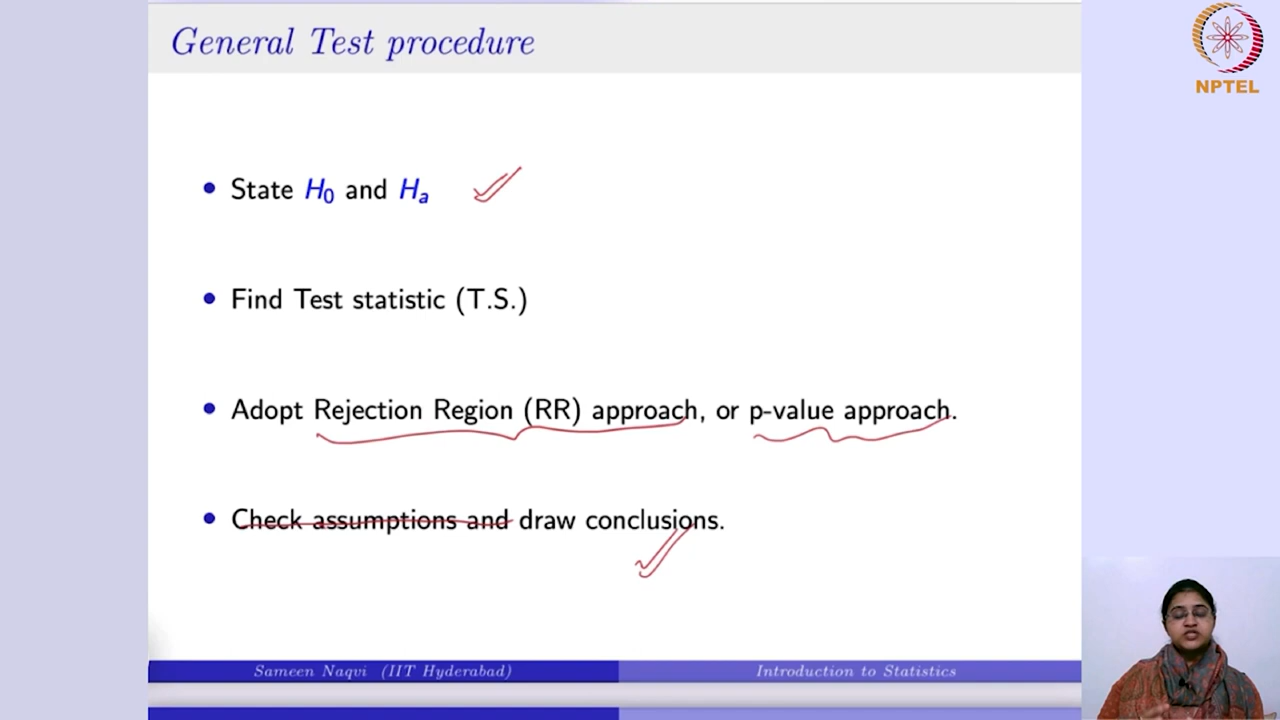 General Test procedure
NPTEL
• State H₀ and Hₐ
• Find Test statistic (T.S.)
• Adopt Rejection Region (RR) approach, or p-value approach.
• Check assumptions and draw conclusions.
Sameen Naqvi (IIT Hyderabad)
Introduction to Statistics